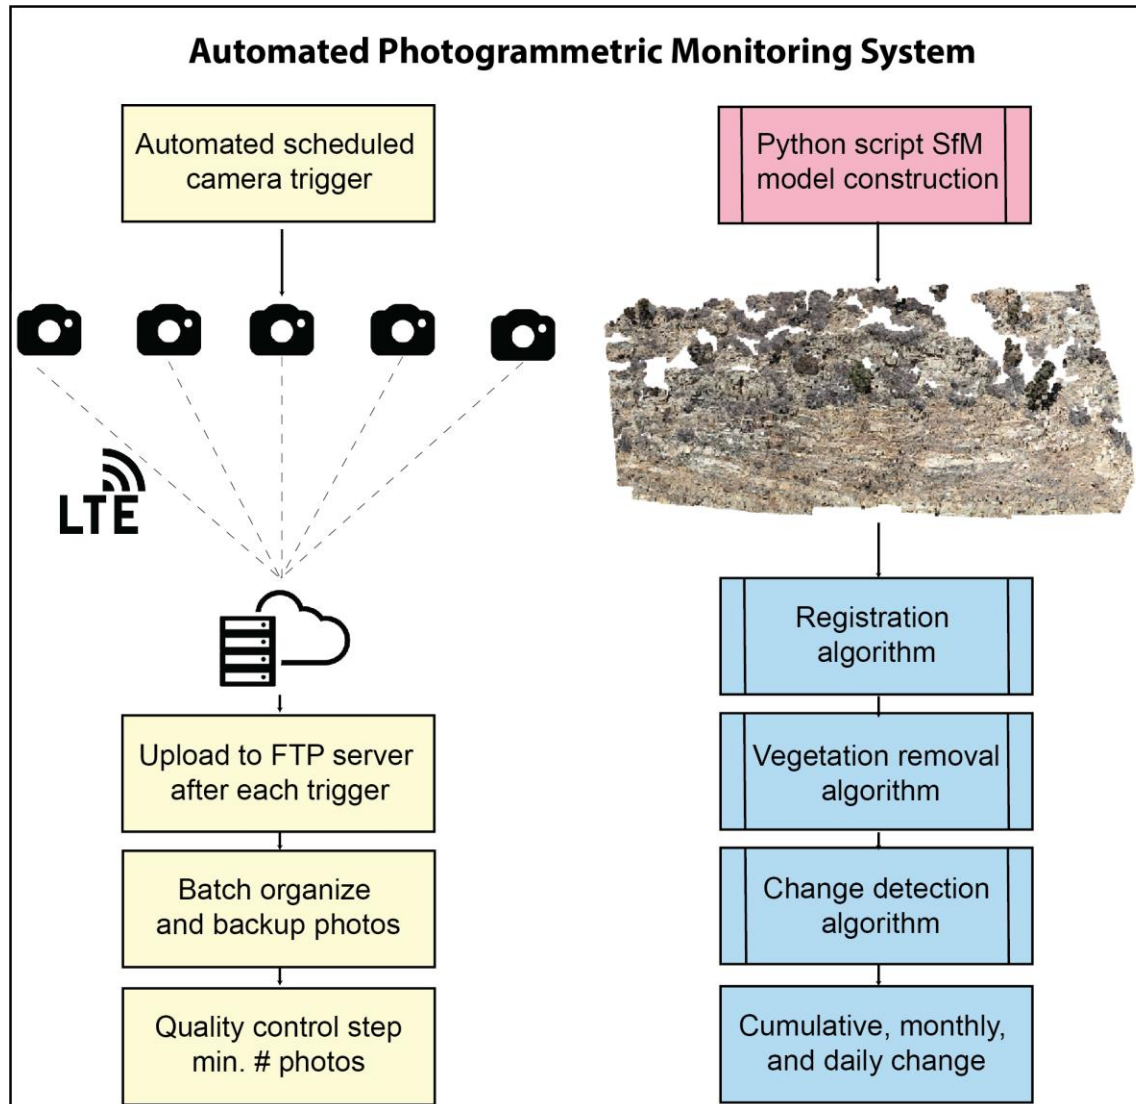 Automated Photogrammetric Monitoring System
Automated scheduled
camera trigger
LTE
Upload to FTP server
after each trigger
Batch organize
and backup photos
Quality control step
min. # photos
Python script SfM
model construction
Registration
algorithm
Vegetation removal
algorithm
Change detection
algorithm
Cumulative, monthly,
and daily change